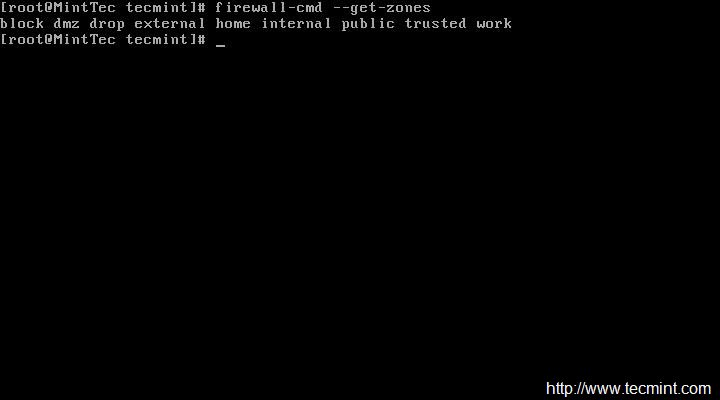 [root@MintTec tecmint]# firewall-cmd --get-zones
block dmz drop external home internal public trusted work
[root@MintTec tecmint]# _
http://www.tecmint.com